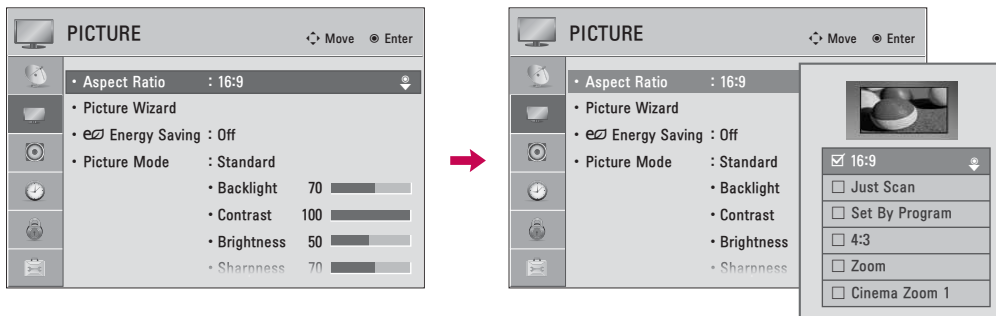 PICTURE Move Enter
• Aspect Ratio : 16:9
• Picture Wizard
• Energy Saving : Off
• Picture Mode : Standard
• Backlight 70
• Contrast 100
• Brightness 50
• Sharpness 70
PICTURE Move Enter
• Aspect Ratio : 16:9
• Picture Wizard
• Energy Saving : Off
• Picture Mode : Standard
• Backlight
• Contrast
• Brightness
• Sharpness
☑ 16:9
☐ Just Scan
☐ Set By Program
☐ 4:3
☐ Zoom
☐ Cinema Zoom 1